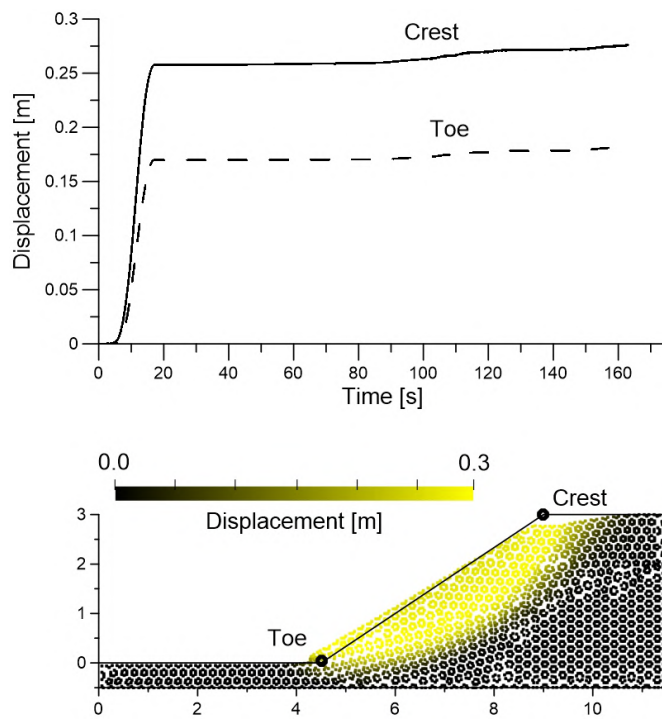 0.3
Crest
0.25
0.2
Toe
0.15
0.1
0.05
0
Displacement [m]
0 20 40 60 80 100 120 140 160
Time [s]
0.0 0.3
Displacement [m]
Crest
3
2
1
Toe
0
0 2 4 6 8 10